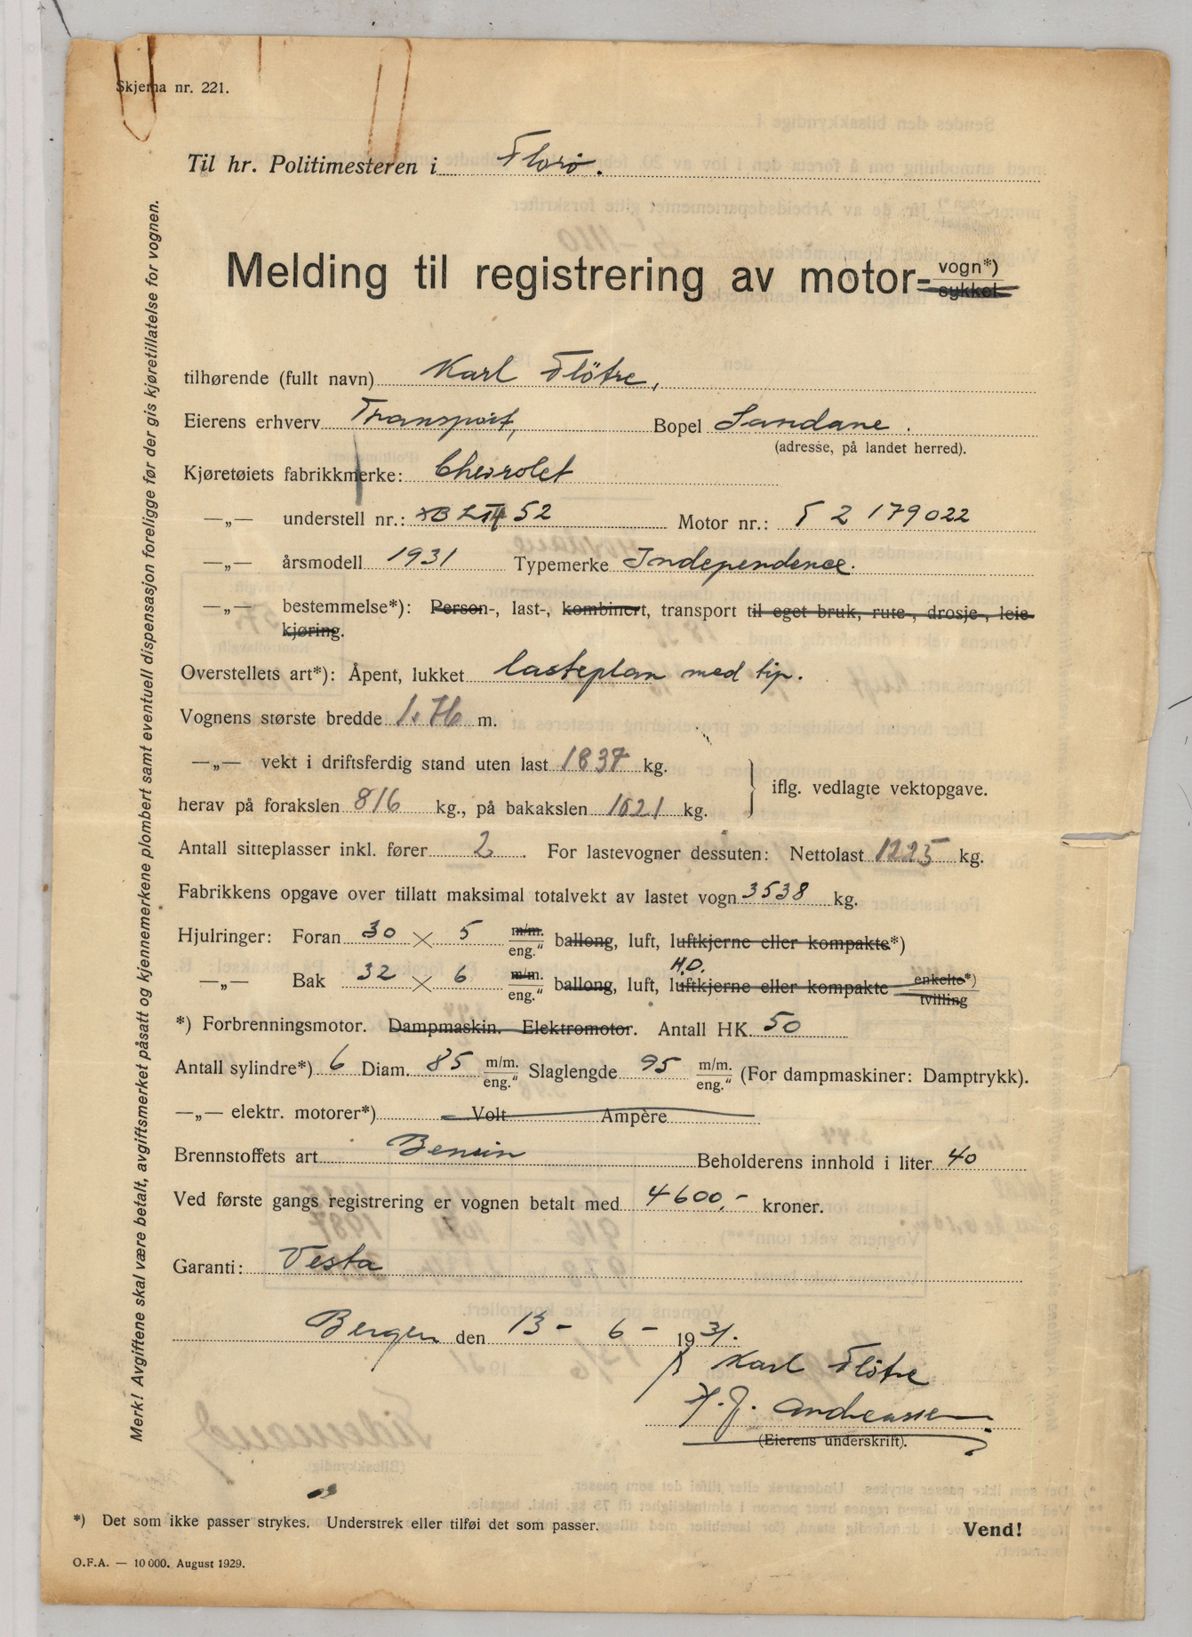 Skjema nr. 221.
Til hr. Politimesteren i Florø.
Melding til registrering av motor- vogn*)
sykkel
tilhørende (fullt navn) Karl Fløtre,
Eierens erhverv Transport, Bopel Sandane.
(adresse, på landet herred).
Kjøretøiets fabrikkmerke: Chevrolet
—„— understell nr.: 52 Motor nr.: T 2 179022
—„— årsmodell 1931 Typemerke Independence.
—„— bestemmelse*): Person-, last-, kombinert, transport til eget bruk, rute-, drosje-, leie-
kjøring.
Overstellets art*): Åpent, lukket lasteplan med tip.
Vognens største bredde 1.76 m.
—„— vekt i driftsferdig stand uten last 1837 kg.
herav på forakslen 816 kg., på bakakslen 1021 kg.
iflg. vedlagte vektopgave.
Antall sitteplasser inkl. fører 2. For lastevogner dessuten: Nettolast 1225 kg.
Fabrikkens opgave over tillatt maksimal totalvekt av lastet vogn 3538 kg.
Hjulringer: Foran 30 × 5 m/m. eng." ballong, luft, luftkjerne eller kompakte*)
H.D.
—„— Bak 32 × 6 m/m. eng." ballong, luft, luftkjerne eller kompakte enkelte*) tvilling
*) Forbrenningsmotor. Dampmaskin. Elektromotor. Antall HK 50
Antall sylindre*) 6 Diam. 85 m/m. eng." Slaglengde 95 m/m. eng." (For dampmaskiner: Damptrykk).
—„— elektr. motorer*) Volt Ampère
Brennstoffets art Bensin Beholderens innhold i liter 40
Ved første gangs registrering er vognen betalt med 4600,- kroner.
Garanti: Vesta
Bergen den 13 - 6 - 1931.
Karl Fløtre
Andreassen
(Eierens underskrift).
*) Det som ikke passer strykes. Understrek eller tilføi det som passer.
Vend!
O.F.A. — 10 000. August 1929.
Merk! Avgiftene skal være betalt, avgiftsmerket påsatt og kjennemerkene plombert samt eventuell dispensasjon foreligge før der gis kjøretillatelse for vognen.